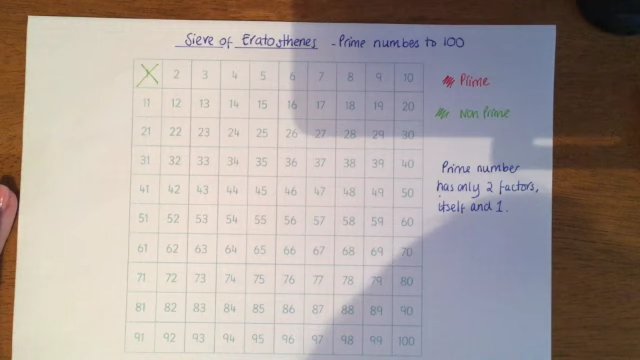 Sieve of Eratosthenes - Prime numbes to 100
1 2 3 4 5 6 7 8 9 10
11 12 13 14 15 16 17 18 19 20
21 22 23 24 25 26 27 28 29 30
31 32 33 34 35 36 37 38 39 40
41 42 43 44 45 46 47 48 49 50
51 52 53 54 55 56 57 58 59 60
61 62 63 64 65 66 67 68 69 70
71 72 73 74 75 76 77 78 79 80
81 82 83 84 85 86 87 88 89 90
91 92 93 94 95 96 97 98 99 100
Prime
Non Prime
Prime number
has only 2 factors,
itself and 1.